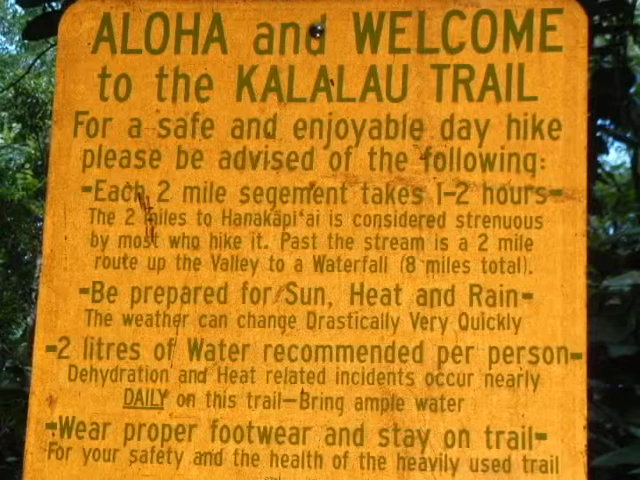 ALOHA and WELCOME
to the KALALAU TRAIL
For a safe and enjoyable day hike
please be advised of the following:
-Each 2 mile segement takes 1-2 hours-
The 2 miles to Hanakapi'ai is considered strenuous
by most who hike it. Past the stream is a 2 mile
route up the Valley to a Waterfall (8 miles total).
-Be prepared for Sun, Heat and Rain-
The weather can change Drastically Very Quickly
-2 litres of Water recommended per person-
Dehydration and Heat related incidents occur nearly
DAILY on this trail-Bring ample water
-Wear proper footwear and stay on trail-
For your safety and the health of the heavily used trail